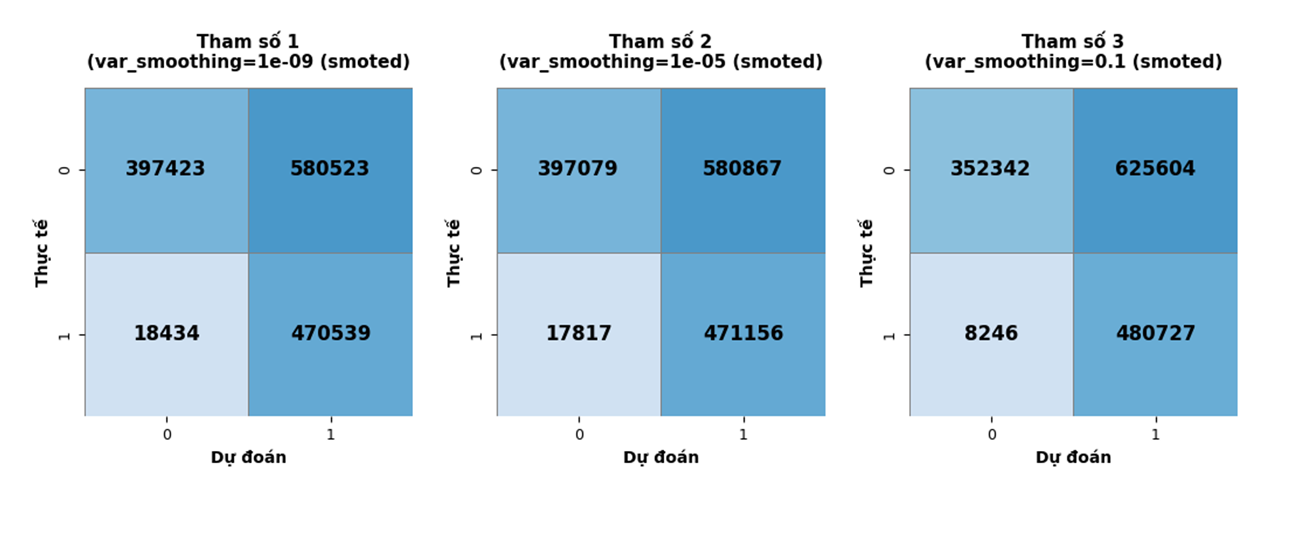 Tham số 1
(var_smoothing=1e-09 (smoted)
Thực tế
0
397423
580523
1
18434
470539
0
1
Dự đoán
Tham số 2
(var_smoothing=1e-05 (smoted)
Thực tế
0
397079
580867
1
17817
471156
0
1
Dự đoán
Tham số 3
(var_smoothing=0.1 (smoted)
Thực tế
0
352342
625604
1
8246
480727
0
1
Dự đoán